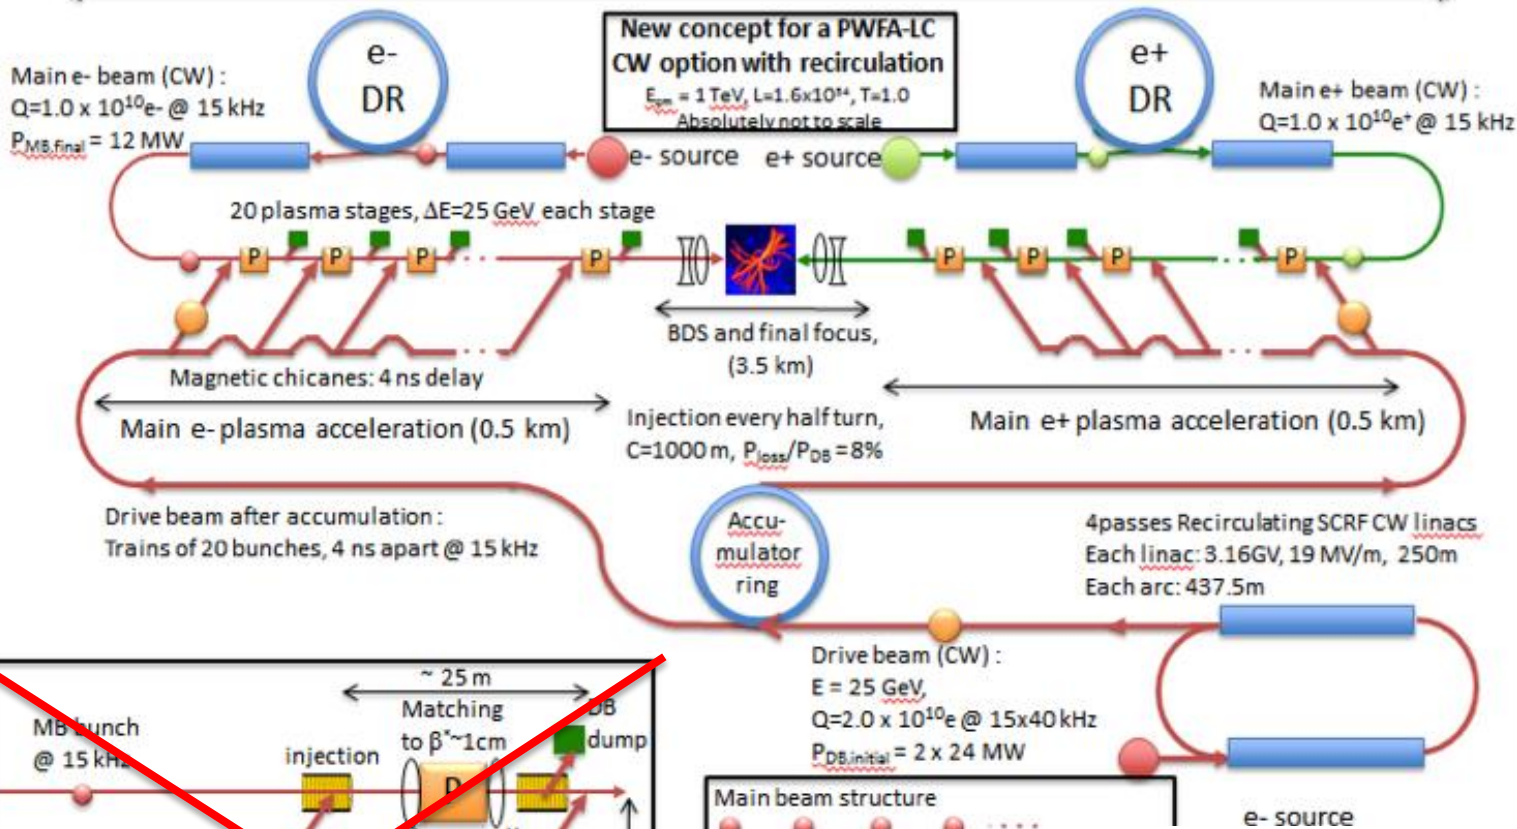 New concept for a PWFA-LC
CW option with recirculation
E_cm = 1 TeV, L=1.6x10³⁴, T=1.0
Absolutely not to scale
e-
DR
e+
DR
Main e- beam (CW) :
Q=1.0 x 10¹⁰e- @ 15 kHz
P_MB,final = 12 MW
Main e+ beam (CW) :
Q=1.0 x 10¹⁰e⁺ @ 15 kHz
e- source
e+ source
20 plasma stages, ΔE=25 GeV each stage
P
P
P
P
P
P
P
P
BDS and final focus,
(3.5 km)
Magnetic chicanes: 4 ns delay
Main e- plasma acceleration (0.5 km)
Injection every half turn,
C=1000 m, P_loss/P_DB = 8%
Main e+ plasma acceleration (0.5 km)
Drive beam after accumulation :
Trains of 20 bunches, 4 ns apart @ 15 kHz
Accu-
mulator
ring
4passes Recirculating SCRF CW linacs
Each linac: 3.16GV, 19 MV/m, 250m
Each arc: 437.5m
Drive beam (CW) :
E = 25 GeV,
Q=2.0 x 10¹⁰e @ 15x40 kHz
P_DB,initial = 2 x 24 MW
~ 25 m
MB bunch
@ 15 kHz
injection
Matching
to β*~1cm
DB
dump
Main beam structure
e- source